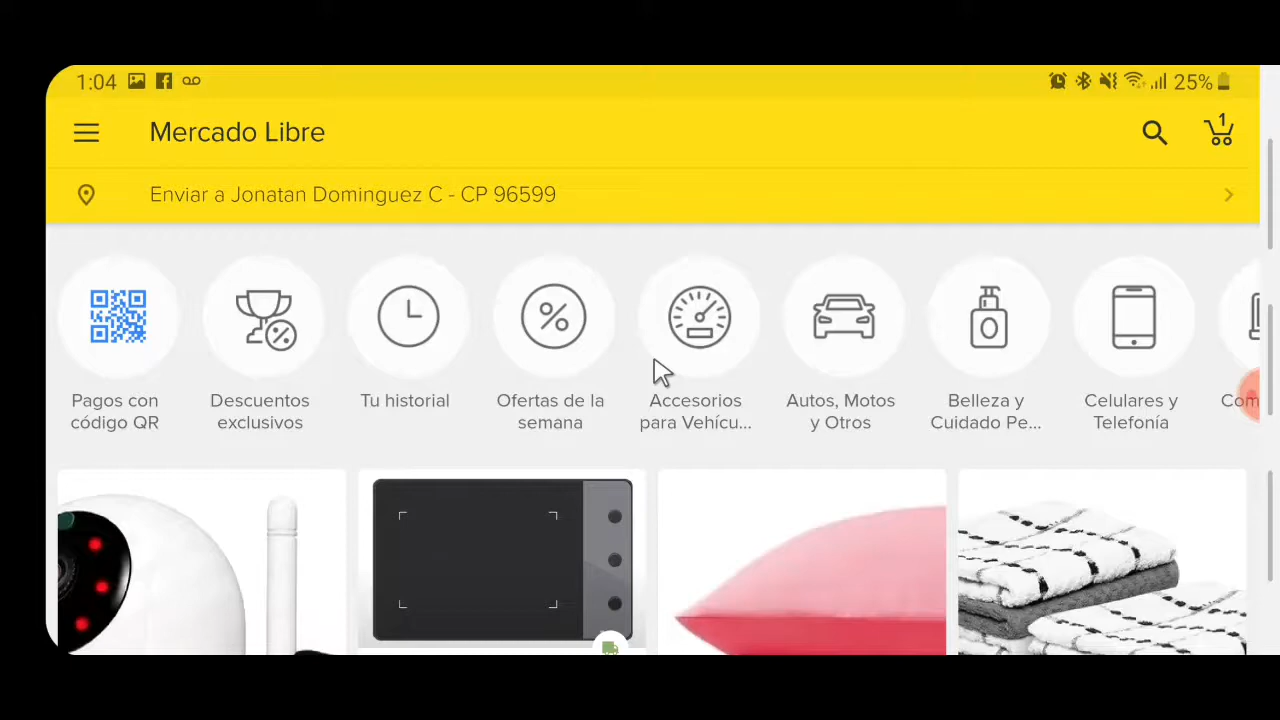 1:04 25%
Mercado Libre 1
Enviar a Jonatan Dominguez C - CP 96599
Pagos con código QR
Descuentos exclusivos
Tu historial
Ofertas de la semana
Accesorios para Vehícu...
Autos, Motos y Otros
Belleza y Cuidado Pe...
Celulares y Telefonía
Com